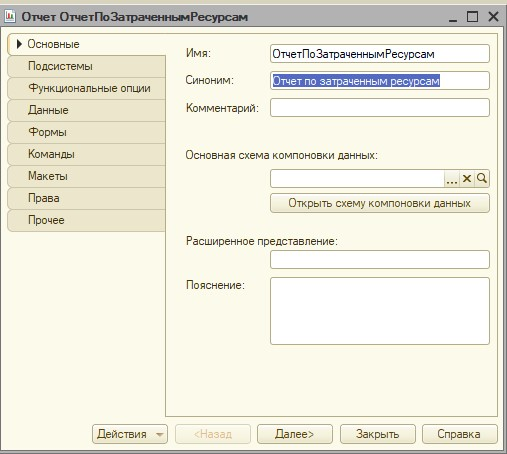 Отчет ОтчетПоЗатраченнымРесурсам
Основные
Подсистемы
Функциональные опции
Данные
Формы
Команды
Макеты
Права
Прочее
Имя: ОтчетПоЗатраченнымРесурсам
Синоним: Отчет по затраченным ресурсам
Комментарий:
Основная схема компоновки данных:
...
Открыть схему компоновки данных
Расширенное представление:
Пояснение:
Действия <Назад Далее> Закрыть Справка